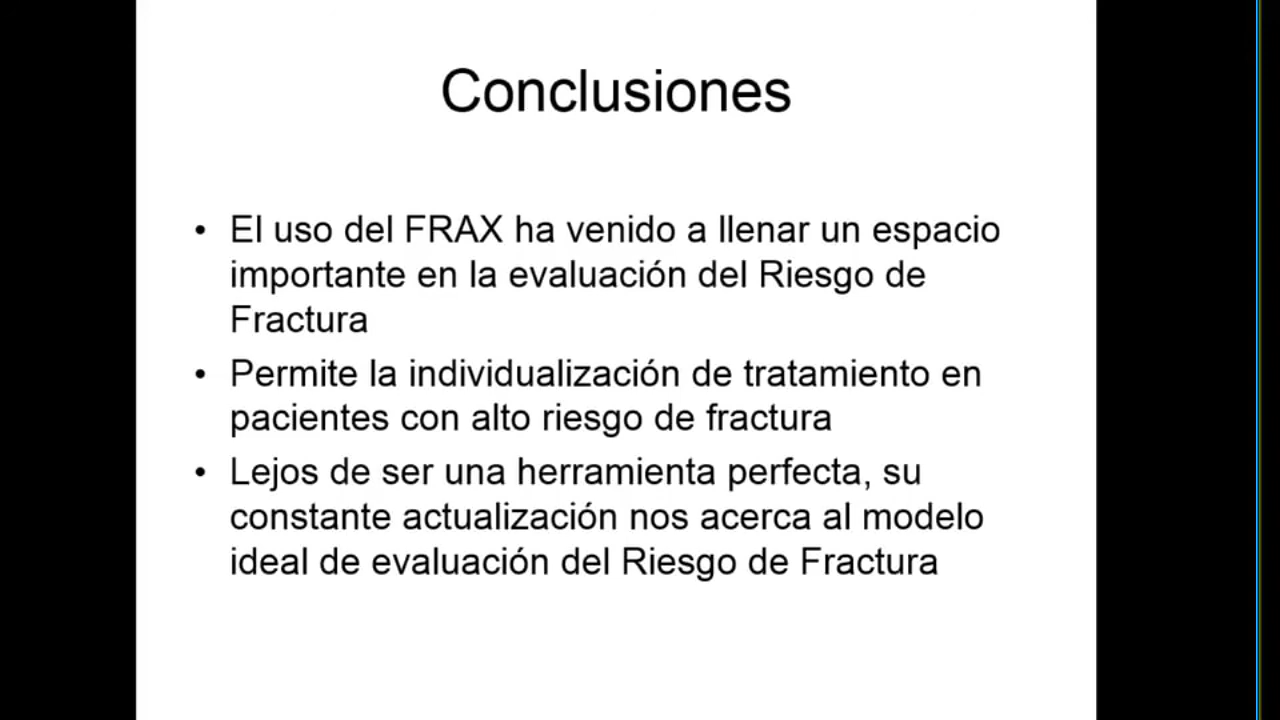 Conclusiones
• El uso del FRAX ha venido a llenar un espacio
importante en la evaluación del Riesgo de
Fractura
• Permite la individualización de tratamiento en
pacientes con alto riesgo de fractura
• Lejos de ser una herramienta perfecta, su
constante actualización nos acerca al modelo
ideal de evaluación del Riesgo de Fractura